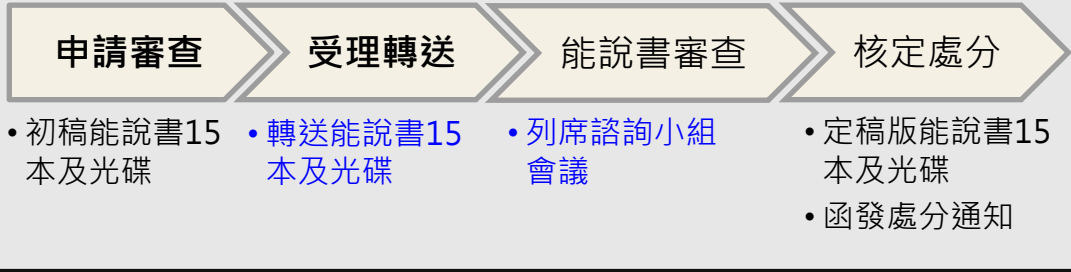 申請審查
受理轉送
能說書審查
核定處分
• 初稿能說書15
本及光碟
• 轉送能說書15
本及光碟
• 列席諮詢小組
會議
• 定稿版能說書15
本及光碟
• 函發處分通知